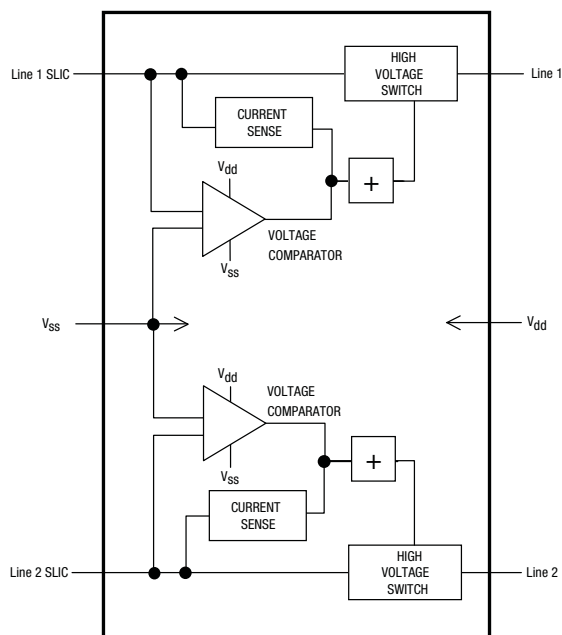 Line 1 SLIC
HIGH
VOLTAGE
SWITCH
Line 1
CURRENT
SENSE
Vdd
+
VOLTAGE
COMPARATOR
Vss
Vss
Vdd
Vdd
VOLTAGE
COMPARATOR
+
Vss
CURRENT
SENSE
HIGH
VOLTAGE
SWITCH
Line 2 SLIC
Line 2